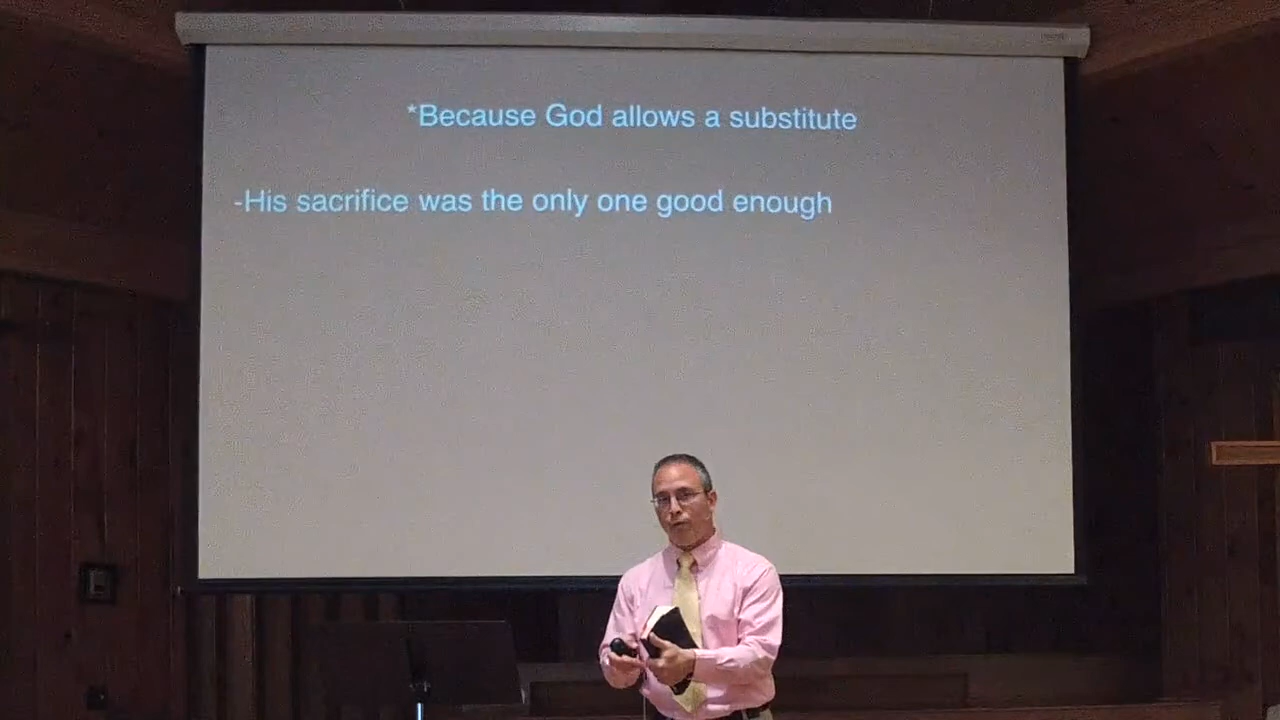 *Because God allows a substitute
-His sacrifice was the only one good enough